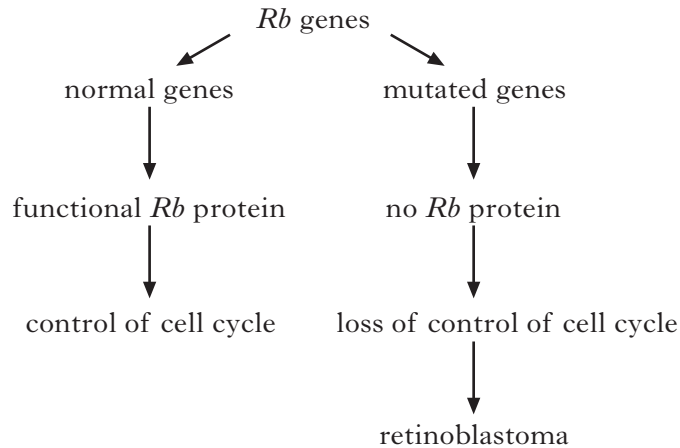 Rb genes
normal genes
mutated genes
functional Rb protein
no Rb protein
control of cell cycle
loss of control of cell cycle
retinoblastoma